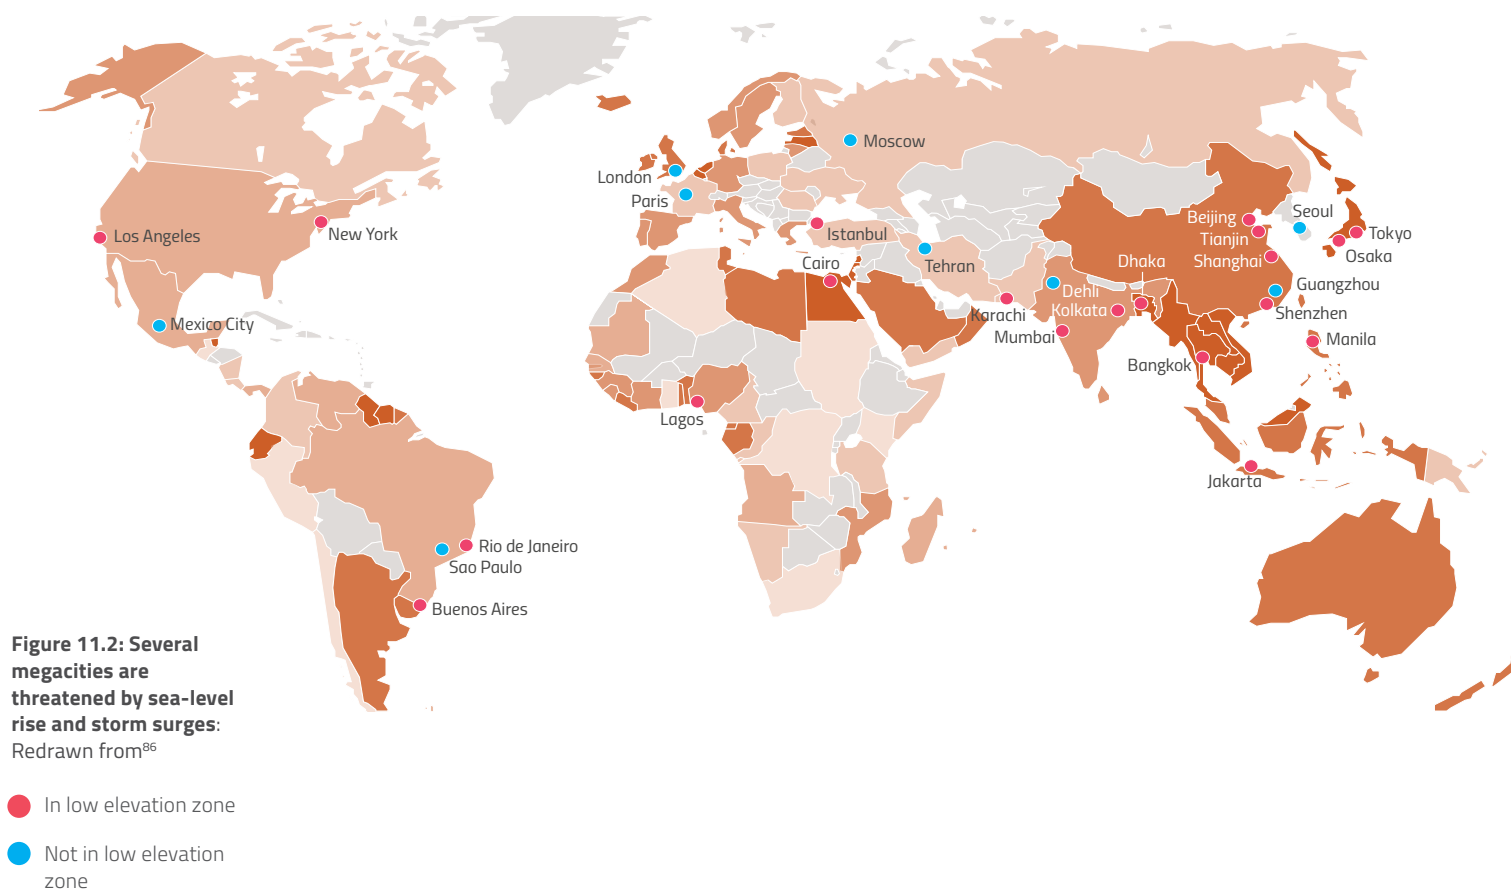 Moscow
London
Paris
Beijing
Seoul
Los Angeles
New York
Istanbul
Tianjin
Tokyo
Cairo
Tehran
Dhaka
Shanghai
Osaka
Dehli
Guangzhou
Mexico City
Karachi
Kolkata
Shenzhen
Mumbai
Manila
Bangkok
Lagos
Jakarta
Rio de Janeiro
Sao Paulo
Buenos Aires
Figure 11.2: Several
megacities are
threatened by sea-level
rise and storm surges:
Redrawn from86
In low elevation zone
Not in low elevation
zone